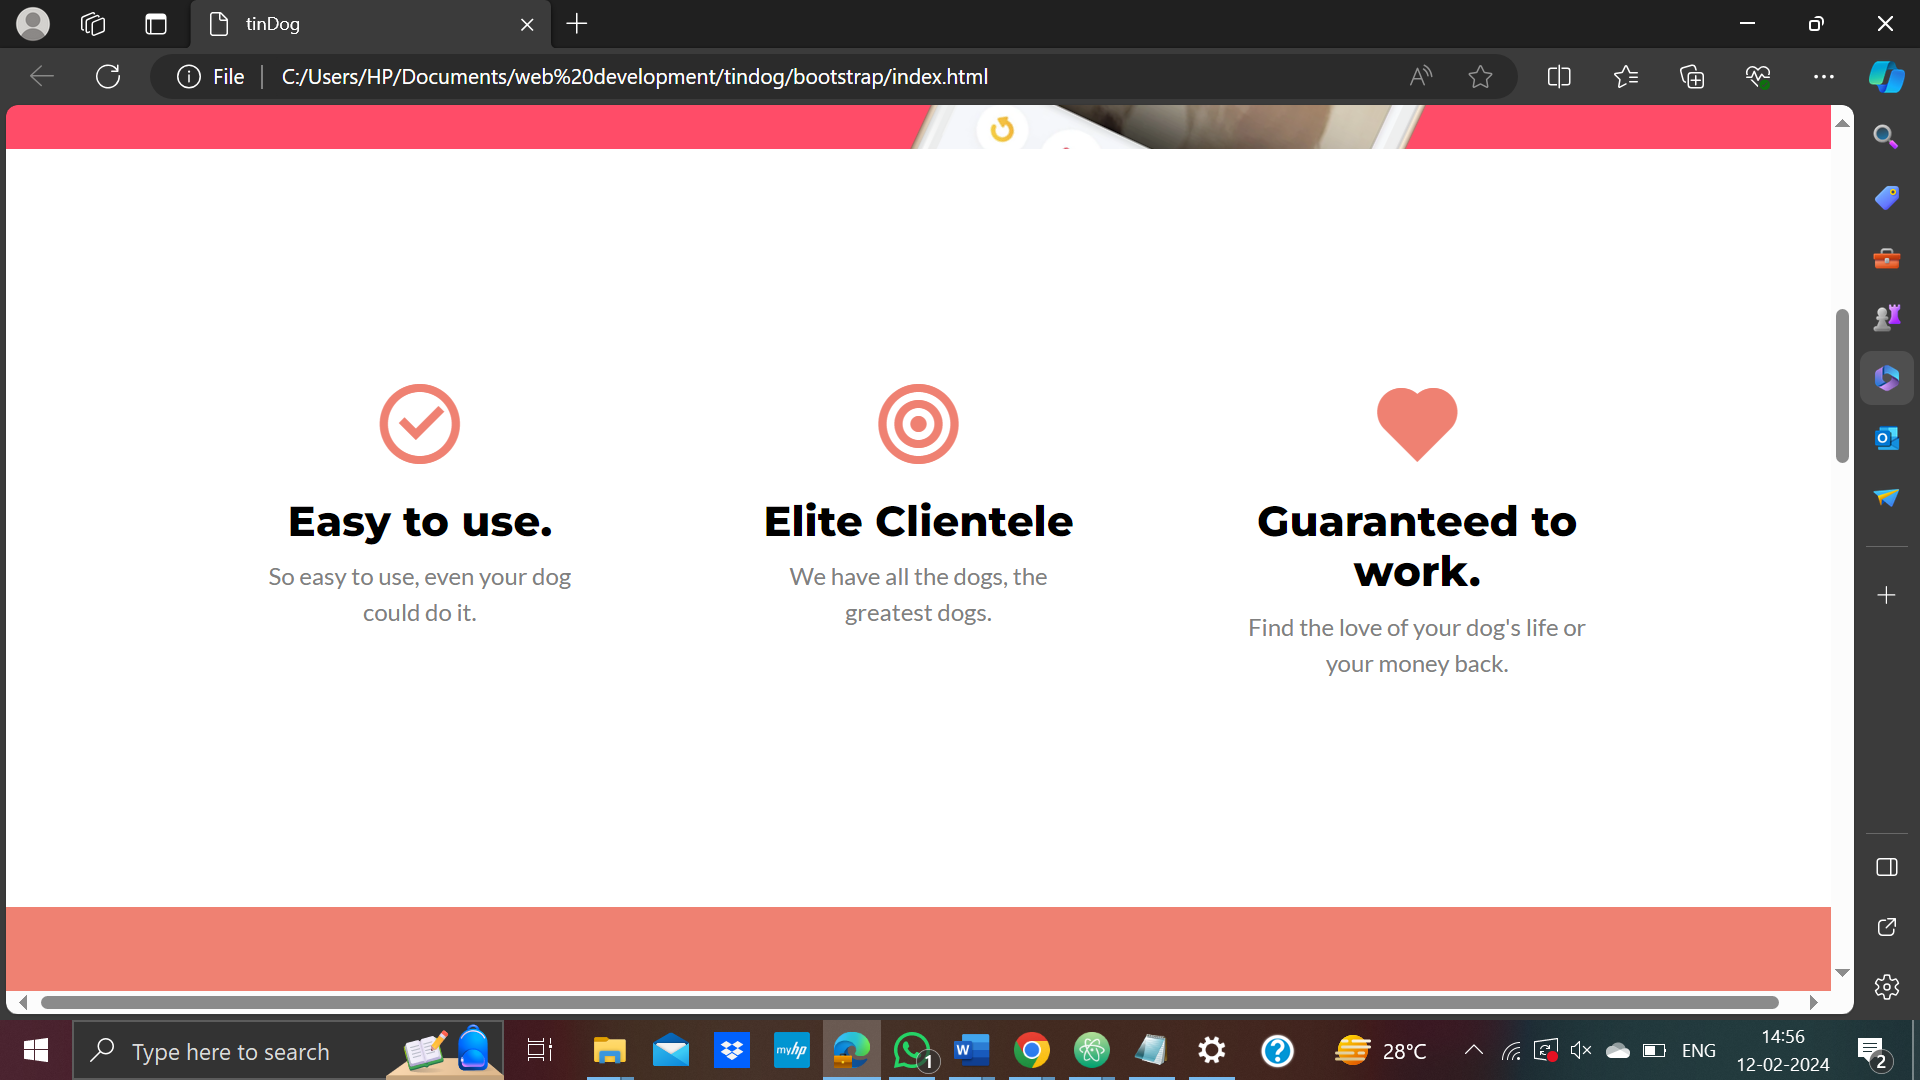 tinDog
File
C:/Users/HP/Documents/web%20development/tindog/bootstrap/index.html
Easy to use.
So easy to use, even your dog
could do it.
Elite Clientele
We have all the dogs, the
greatest dogs.
Guaranteed to
work.
Find the love of your dog's life or
your money back.
Type here to search
myhp
1
W
28°C
ENG
14:56
12-02-2024
2